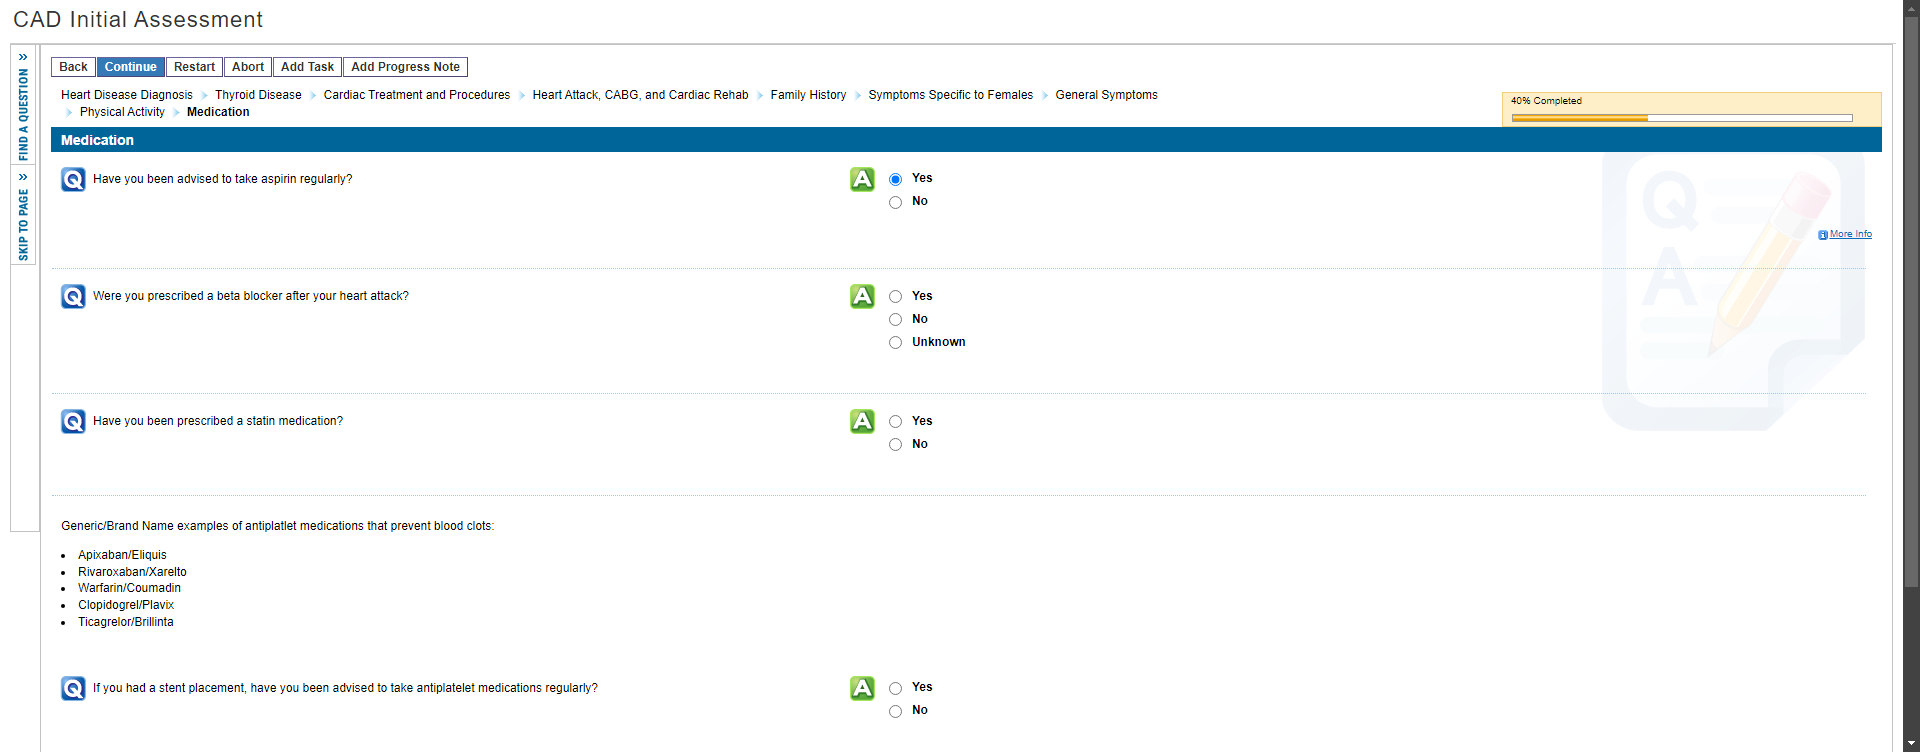 CAD Initial Assessment
Back Continue Restart Abort Add Task Add Progress Note
Heart Disease Diagnosis Thyroid Disease Cardiac Treatment and Procedures Heart Attack, CABG, and Cardiac Rehab Family History Symptoms Specific to Females General Symptoms
Physical Activity Medication
40% Completed
» FIND A QUESTION
» SKIP TO PAGE
Medication
Q Have you been advised to take aspirin regularly? A Yes
No
More Info
Q Were you prescribed a beta blocker after your heart attack? A Yes
No
Unknown
Q Have you been prescribed a statin medication? A Yes
No
Generic/Brand Name examples of antiplatlet medications that prevent blood clots:
• Apixaban/Eliquis
• Rivaroxaban/Xarelto
• Warfarin/Coumadin
• Clopidogrel/Plavix
• Ticagrelor/Brillinta
Q If you had a stent placement, have you been advised to take antiplatelet medications regularly? A Yes
No
Q
A